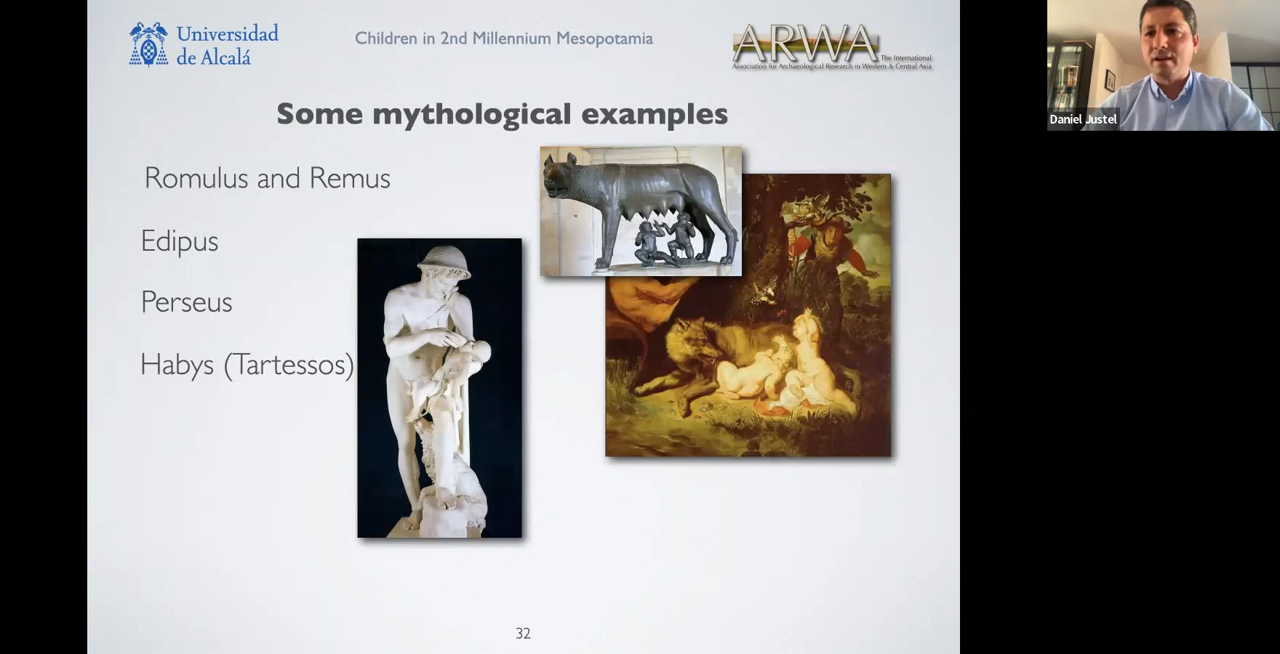 Universidad
de Alcalá
Children in 2nd Millennium Mesopotamia
ARWA
The International
Association for Archaeological Research in Western & Central Asia
Daniel Justel
Some mythological examples
Romulus and Remus
Edipus
Perseus
Habys (Tartessos)
32